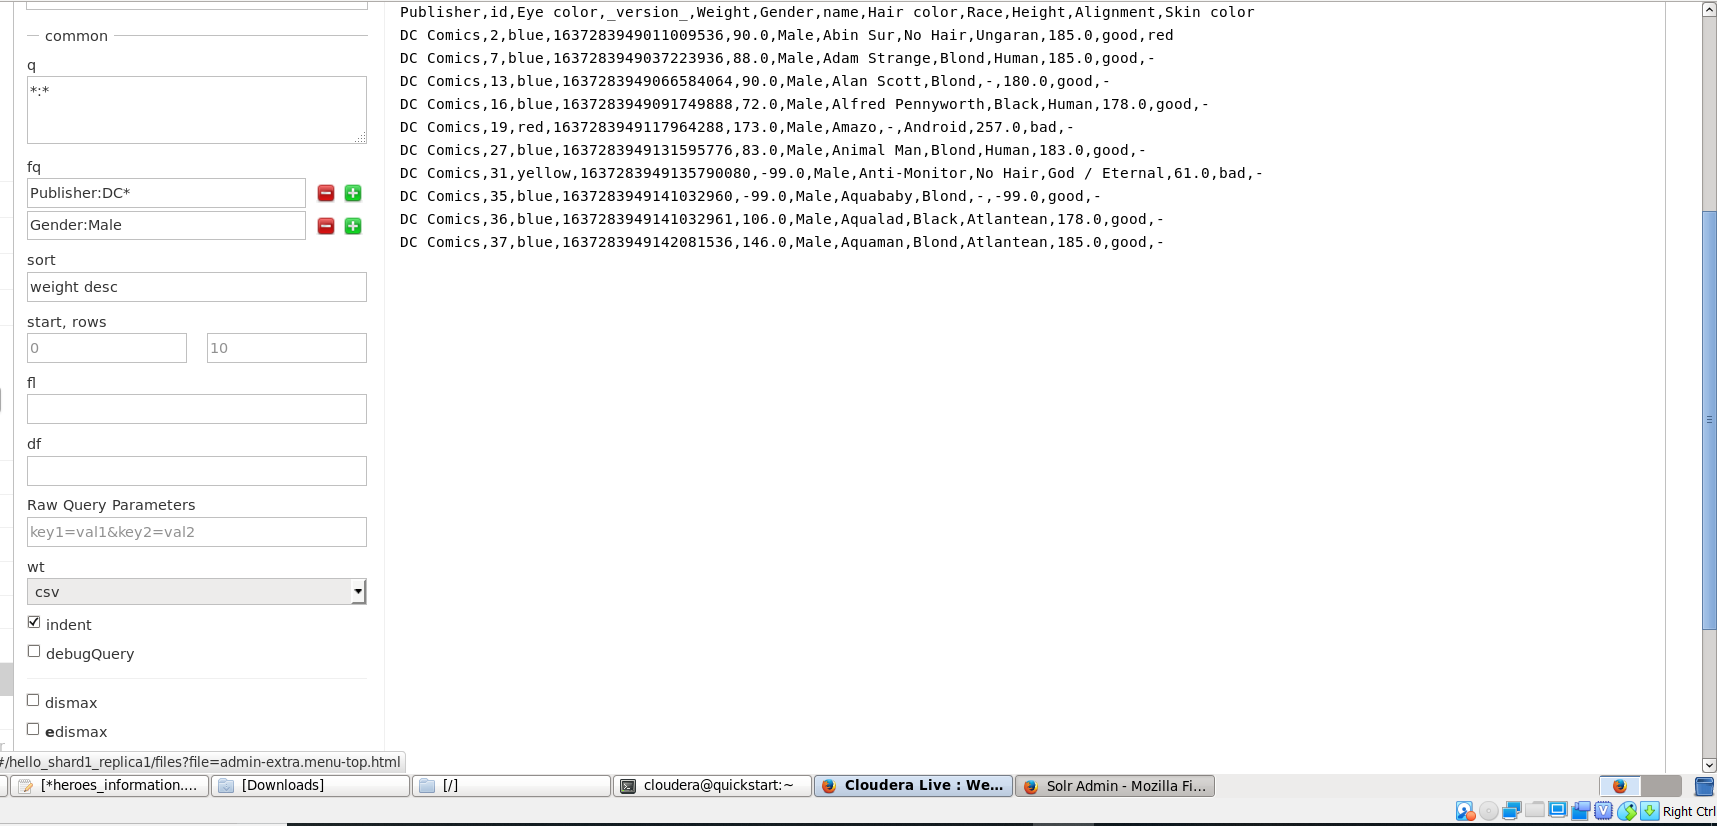 common
q
*:*
fq
Publisher:DC*
Gender:Male
sort
weight desc
start, rows
0 10
fl
df
Raw Query Parameters
key1=val1&key2=val2
wt
csv
indent
debugQuery
dismax
edismax
Publisher,id,Eye color,_version_,Weight,Gender,name,Hair color,Race,Height,Alignment,Skin color
DC Comics,2,blue,1637283949011009536,90.0,Male,Abin Sur,No Hair,Ungaran,185.0,good,red
DC Comics,7,blue,1637283949037223936,88.0,Male,Adam Strange,Blond,Human,185.0,good,-
DC Comics,13,blue,1637283949066584064,90.0,Male,Alan Scott,Blond,-,180.0,good,-
DC Comics,16,blue,1637283949091749888,72.0,Male,Alfred Pennyworth,Black,Human,178.0,good,-
DC Comics,19,red,1637283949117964288,173.0,Male,Amazo,-,Android,257.0,bad,-
DC Comics,27,blue,1637283949131595776,83.0,Male,Animal Man,Blond,Human,183.0,good,-
DC Comics,31,yellow,1637283949135790080,-99.0,Male,Anti-Monitor,No Hair,God / Eternal,61.0,bad,-
DC Comics,35,blue,1637283949141032960,-99.0,Male,Aquababy,Blond,-,-99.0,good,-
DC Comics,36,blue,1637283949141032961,106.0,Male,Aqualad,Black,Atlantean,178.0,good,-
DC Comics,37,blue,1637283949142081536,146.0,Male,Aquaman,Blond,Atlantean,185.0,good,-
#/hello_shard1_replica1/files?file=admin-extra.menu-top.html
[*heroes_information.... [Downloads] [/] cloudera@quickstart:~ Cloudera Live : We... Solr Admin - Mozilla Fi...
Right Ctrl